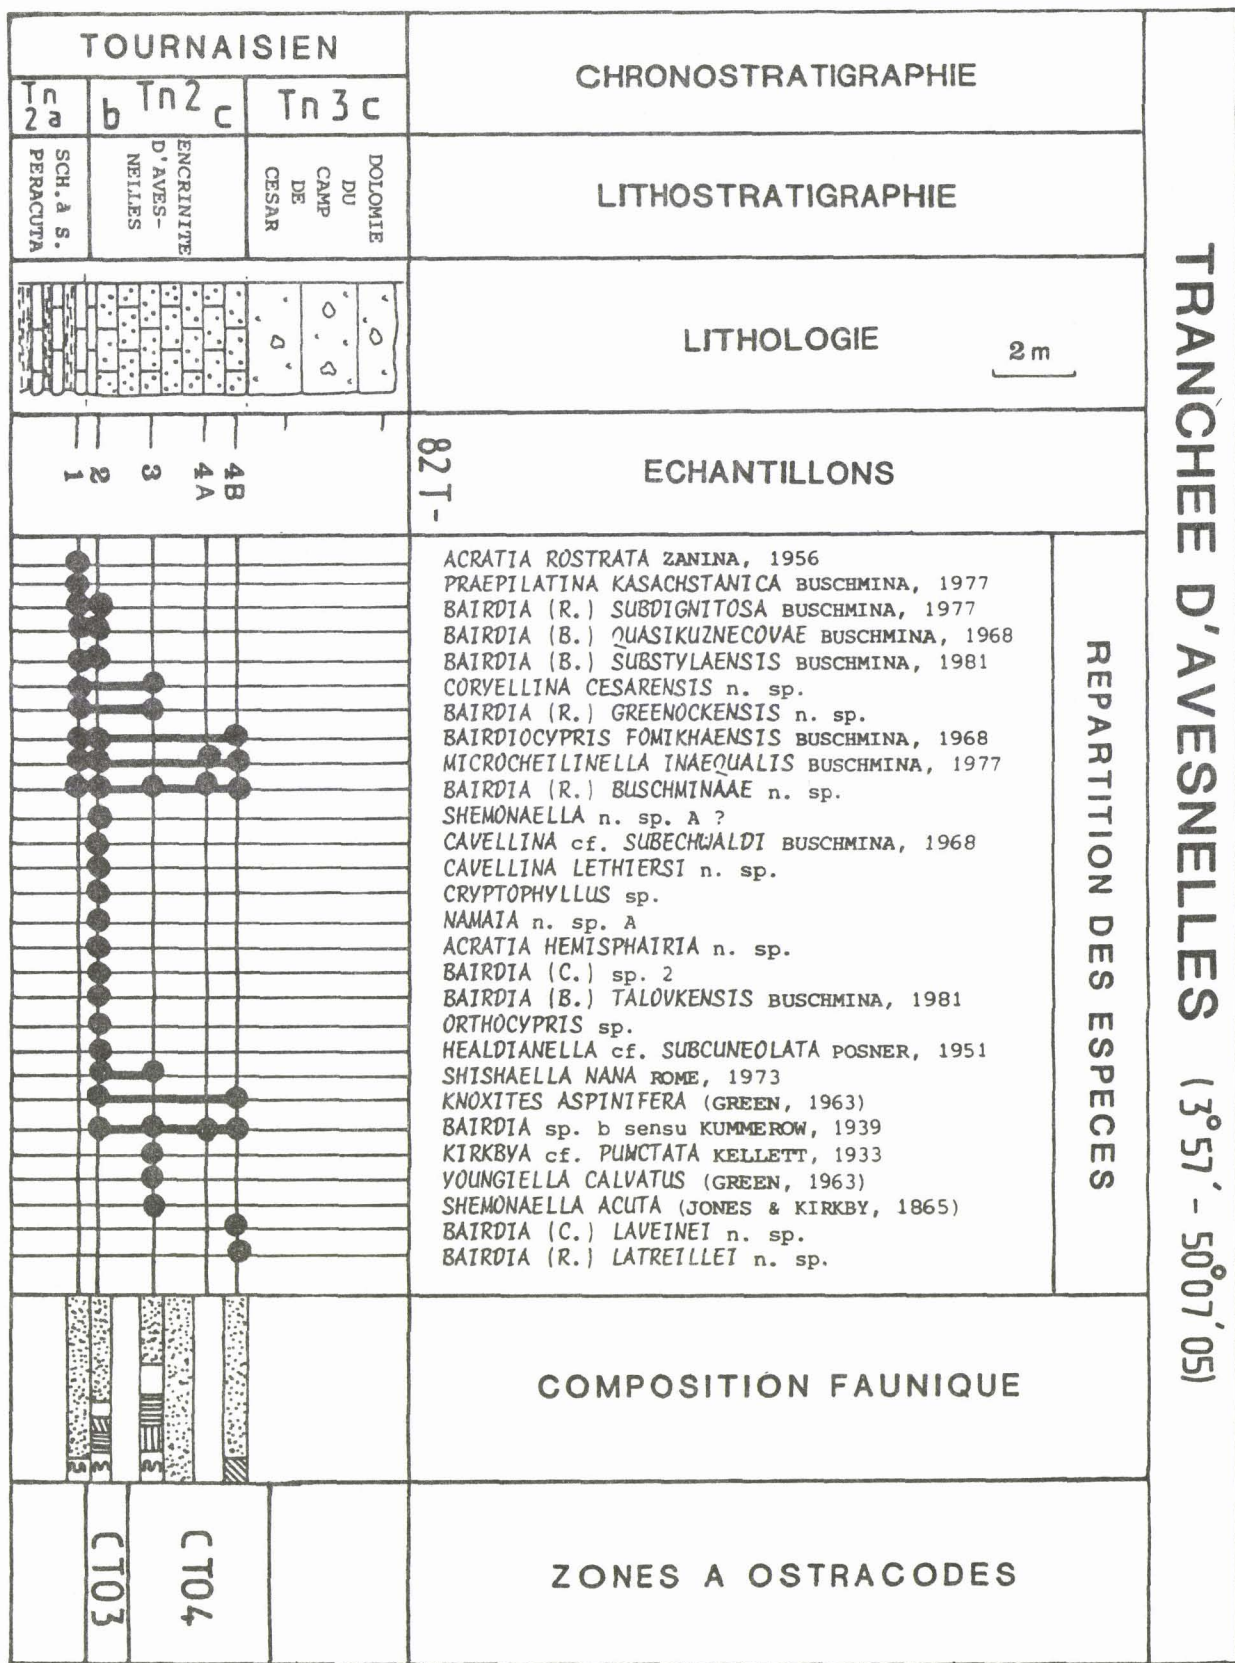 TRANCHEE D'AVESNELLES (3°57′ - 50°07′05)
TOURNAISIEN
CHRONOSTRATIGRAPHIE
Tn 2a
b Tn2 c
Tn 3 c
SCH. à S.
PERACUTA
ENCRINITE
D'AVES-
NELLES
DOLOMIE
DU
CAMP
DE
CESAR
LITHOSTRATIGRAPHIE
LITHOLOGIE
2 m
1 2 3 4A 4B
82 T-
ECHANTILLONS
ACRATIA ROSTRATA ZANINA, 1956
PRAEPILATINA KASACHSTANICA BUSCHMINA, 1977
BAIRDIA (R.) SUBDIGNITOSA BUSCHMINA, 1977
BAIRDIA (B.) QUASIKUZNECOVAE BUSCHMINA, 1968
BAIRDIA (B.) SUBSTYLAENSIS BUSCHMINA, 1981
CORYELLINA CESARENSIS n. sp.
BAIRDIA (R.) GREENOCKENSIS n. sp.
BAIRDIOCYPRIS FOMIKHAENSIS BUSCHMINA, 1968
MICROCHEILINELLA INAEQUALIS BUSCHMINA, 1977
BAIRDIA (R.) BUSCHMINAAE n. sp.
SHEMONAELLA n. sp. A ?
CAVELLINA cf. SUBECHWALDI BUSCHMINA, 1968
CAVELLINA LETHIERSI n. sp.
CRYPTOPHYLLUS sp.
NAMAIA n. sp. A
ACRATIA HEMISPHAIRIA n. sp.
BAIRDIA (C.) sp. 2
BAIRDIA (B.) TALOVKENSIS BUSCHMINA, 1981
ORTHOCYPRIS sp.
HEALDIANELLA cf. SUBCUNEOLATA POSNER, 1951
SHISHAELLA NANA ROME, 1973
KNOXITES ASPINIFERA (GREEN, 1963)
BAIRDIA sp. b sensu KUMMEROW, 1939
KIRKBYA cf. PUNCTATA KELLETT, 1933
YOUNGIELLA CALVATUS (GREEN, 1963)
SHEMONAELLA ACUTA (JONES & KIRKBY, 1865)
BAIRDIA (C.) LAVEINEI n. sp.
BAIRDIA (R.) LATREILLEI n. sp.
REPARTITION DES ESPECES
COMPOSITION FAUNIQUE
CTO3
CTO4
ZONES A OSTRACODES